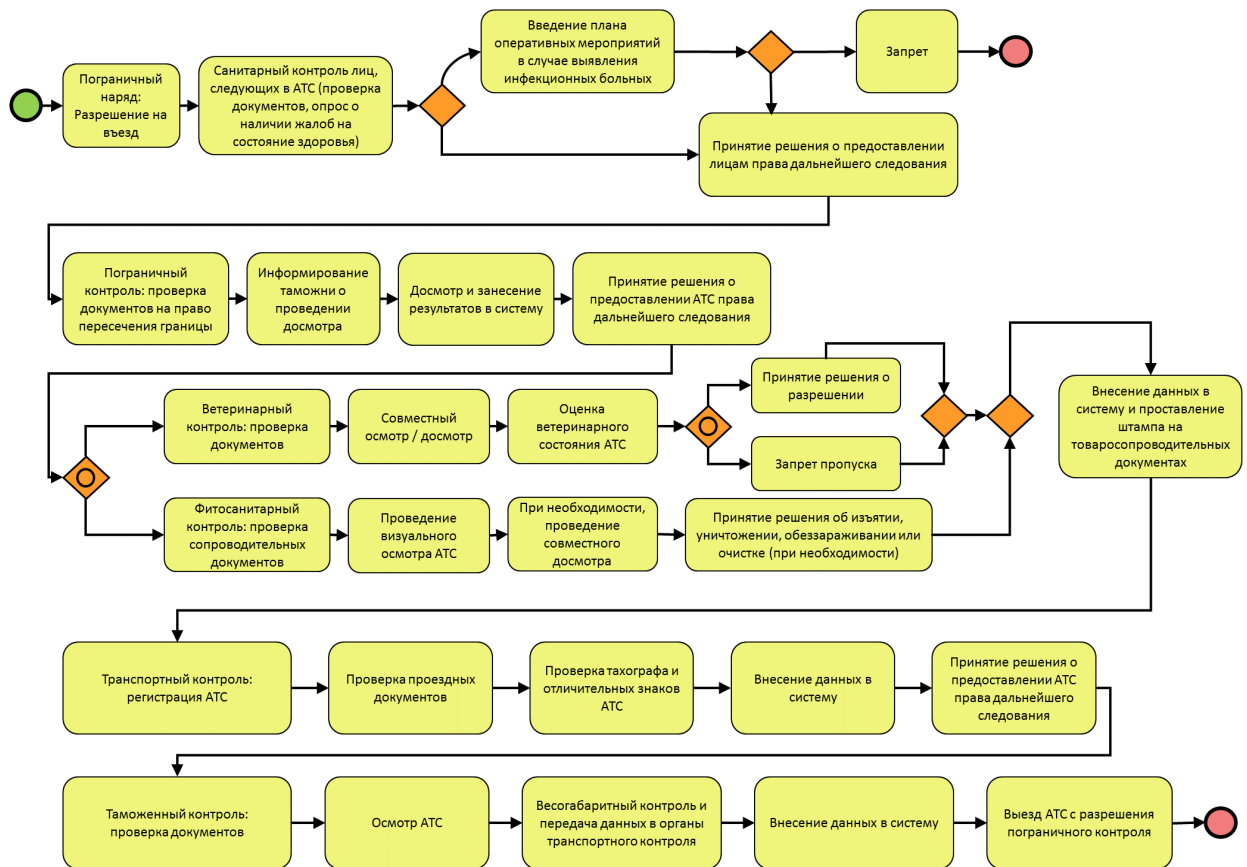 Пограничный
наряд:
Разрешение на
въезд
Санитарный контроль лиц,
следующих в АТС (проверка
документов, опрос о
наличии жалоб на
состояние здоровья)
Введение плана
оперативных мероприятий
в случае выявления
инфекционных больных
Запрет
Принятие решения о предоставлении
лицам права дальнейшего следования
Пограничный
контроль: проверка
документов на право
пересечения границы
Информирование
таможни о
проведении
досмотра
Досмотр и занесение
результатов в систему
Принятие решения о
предоставлении АТС права
дальнейшего следования
Ветеринарный
контроль: проверка
документов
Совместный
осмотр / досмотр
Оценка
ветеринарного
состояния АТС
Принятие решения о
разрешении
Запрет пропуска
Внесение данных в
систему и проставление
штампа на
товаросопроводительных
документах
Фитосанитарный
контроль: проверка
сопроводительных
документов
Проведение
визуального
осмотра АТС
При необходимости,
проведение
совместного
досмотра
Принятие решения об изъятии,
уничтожении, обеззараживании или
очистке (при необходимости)
Транспортный контроль:
регистрация АТС
Проверка проездных
документов
Проверка тахографа и
отличительных знаков
АТС
Внесение данных в
систему
Принятие решения о
предоставлении АТС
права дальнейшего
следования
Таможенный контроль:
проверка документов
Осмотр АТС
Весогабаритный контроль и
передача данных в органы
транспортного контроля
Внесение данных в систему
Выезд АТС с разрешения
пограничного контроля